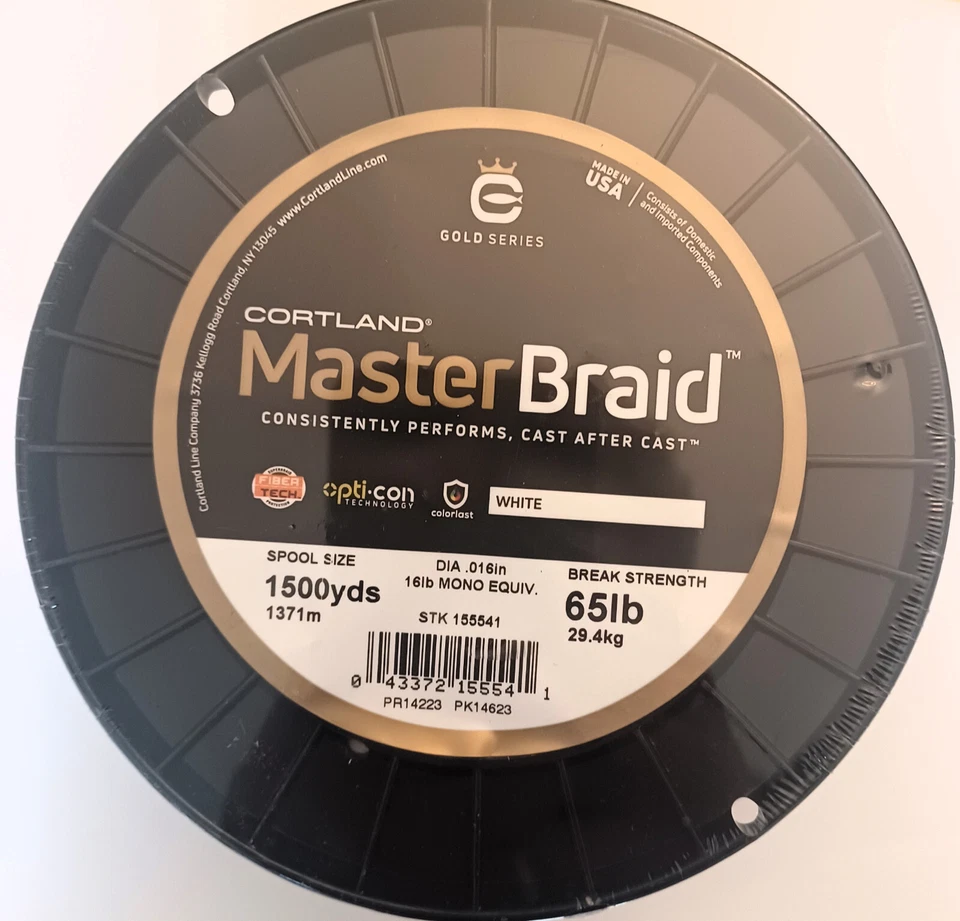 GOLD SERIES
MADE IN
USA
Consists of Domestic
and Imported Components
Cortland Line Company 3736 Kellogg Road Cortland, NY 13045 www.CortlandLine.com
CORTLAND®
MasterBraid™
CONSISTENTLY PERFORMS, CAST AFTER CAST™
FIBER
TECH
opti-con
TECHNOLOGY
colorlast
WHITE
SPOOL SIZE
1500yds
1371m
DIA .016in
16lb MONO EQUIV.
STK 155541
BREAK STRENGTH
65lb
29.4kg
0 43372 15554 1
PR14223 PK14623